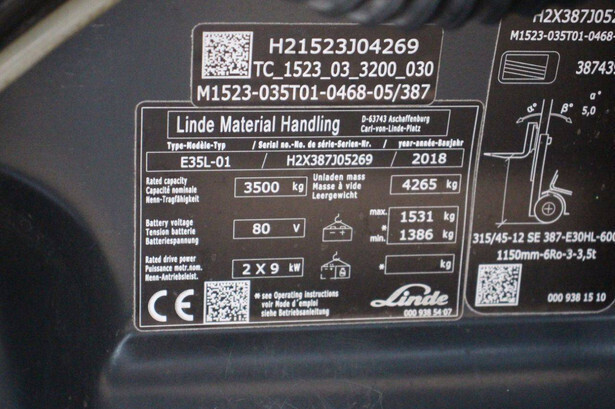 H21523J04269
TC_1523_03_3200_030
M1523-035T01-0468-05/387
Linde Material Handling
D-63743 Aschaffenburg
Carl-von-Linde-Platz
Type-Modèle-Typ / Serial no.-No. de série-Serien-Nr. / year-année-Baujahr
E35L-01 / H2X387J05269 / 2018
Rated capacity
Capacité nominale
Nenn-Tragfähigkeit
3500 kg
Unladen mass
Masse à vide
Leergewicht
4265 kg
Battery voltage
Tension batterie
Batteriespannung
80 V
max. 1531 kg
*
min. 1386 kg
Rated drive power
Puissance motr.nom.
Nenn-Antriebsleist.
2 X 9 kW
* kg
CE
* see Operating instructions
voir Mode d'emploi
siehe Betriebsanleitung
Linde
000 938 54 07
H2X387J052
M1523-035T01-0468-
387439
α°
5,0
α° β°
315/45-12 SE 387-E30HL-600
1150mm-6Ro-3-3,5t
000 938 15 10